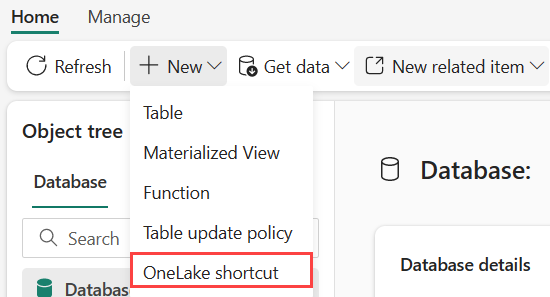 Home Manage
Refresh New Get data New related item
Table
Object tree
Materialized View
Database:
Database
Function
Search
Table update policy
OneLake shortcut
Database details
Databas